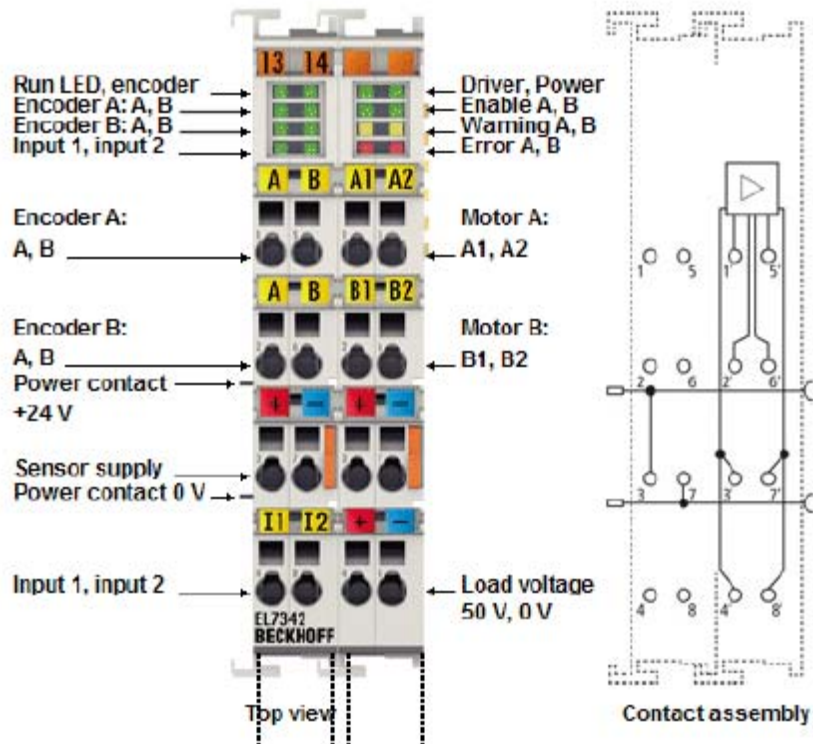 13 14
Run LED, encoder
Encoder A: A, B
Encoder B: A, B
Input 1, input 2
Driver, Power
Enable A, B
Warning A, B
Error A, B
A B A1 A2
Encoder A:
A, B
Motor A:
A1, A2
A B B1 B2
Encoder B:
A, B
Motor B:
B1, B2
Power contact
+24 V
+ − + −
Sensor supply
Power contact 0 V
I1 I2 + −
Input 1, input 2
Load voltage
50 V, 0 V
EL7342
BECKHOFF
Top view
1 5 1' 5'
2 6 2' 6'
3 7 3' 7'
4 8 4' 8'
Contact assembly